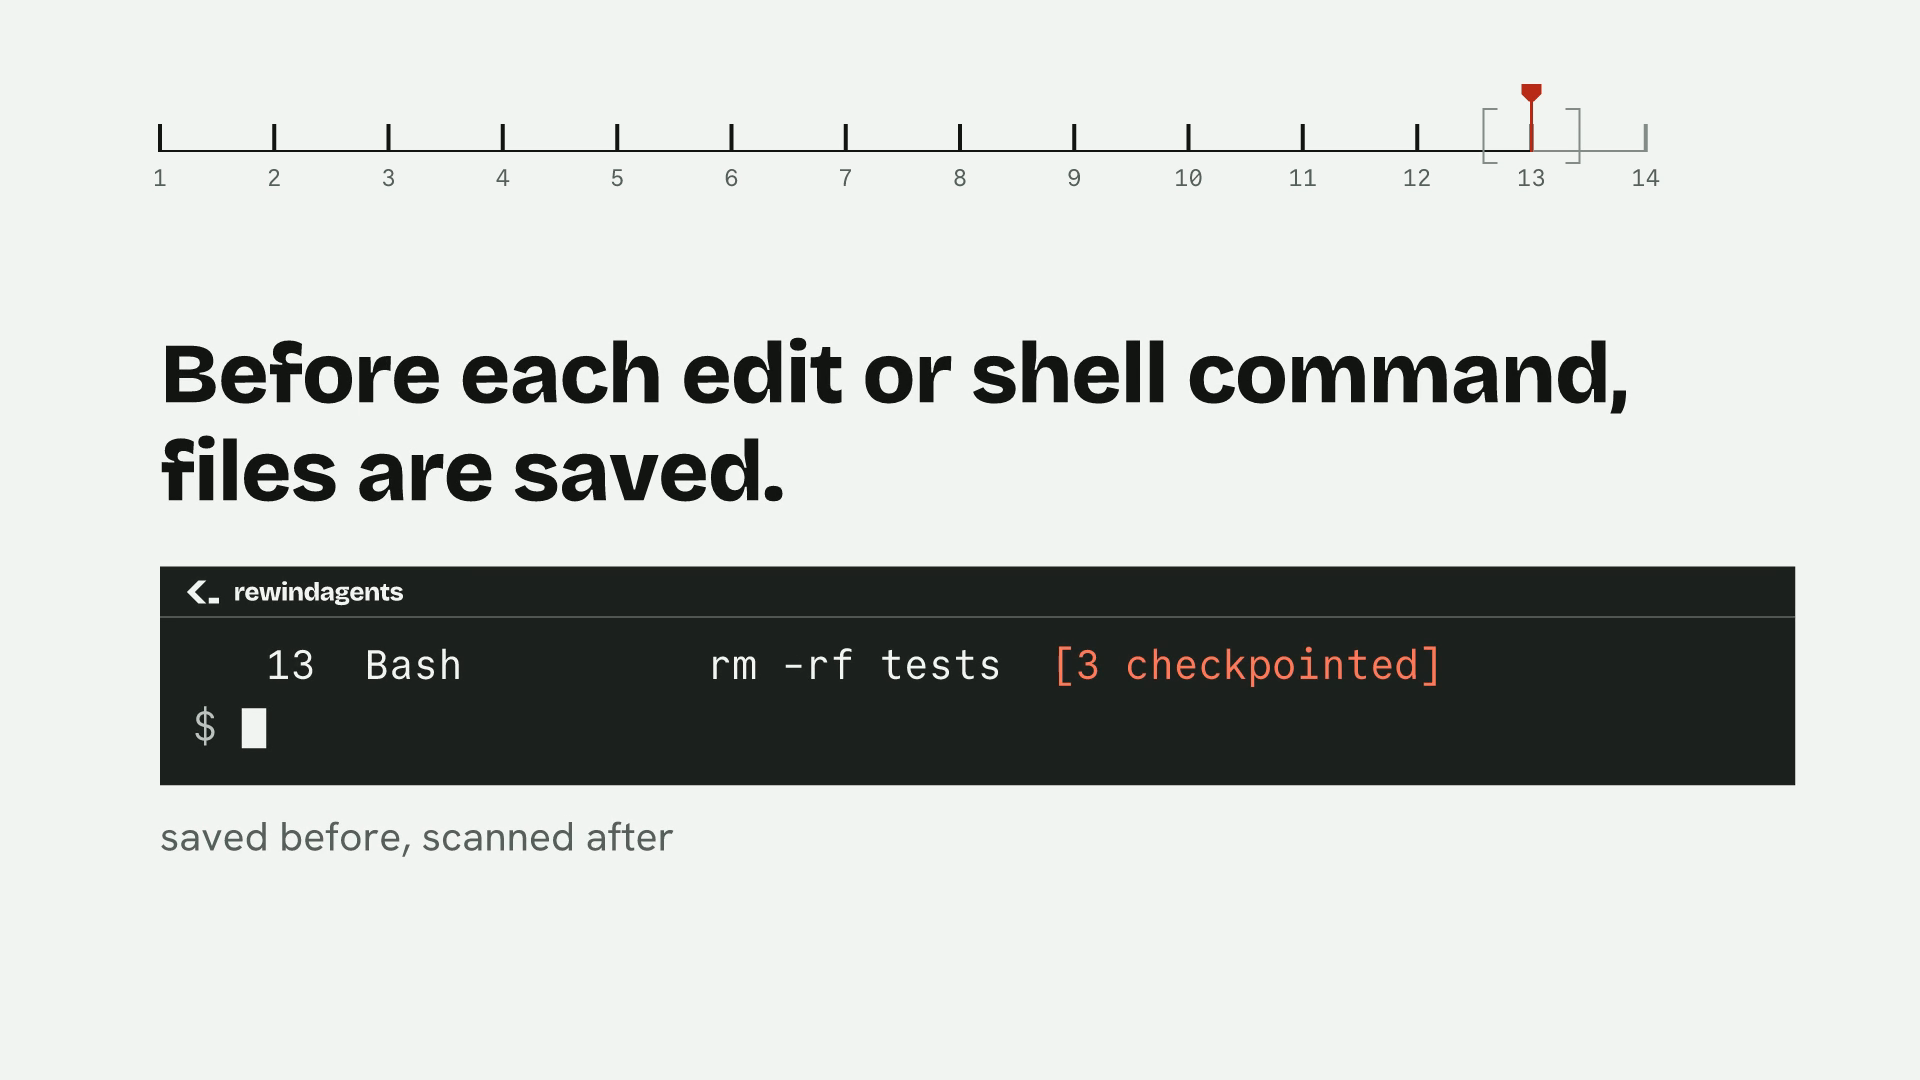 1 2 3 4 5 6 7 8 9 10 11 12 13 14
Before each edit or shell command,
files are saved.
rewindagents
13 Bash rm -rf tests [3 checkpointed]
$
saved before, scanned after